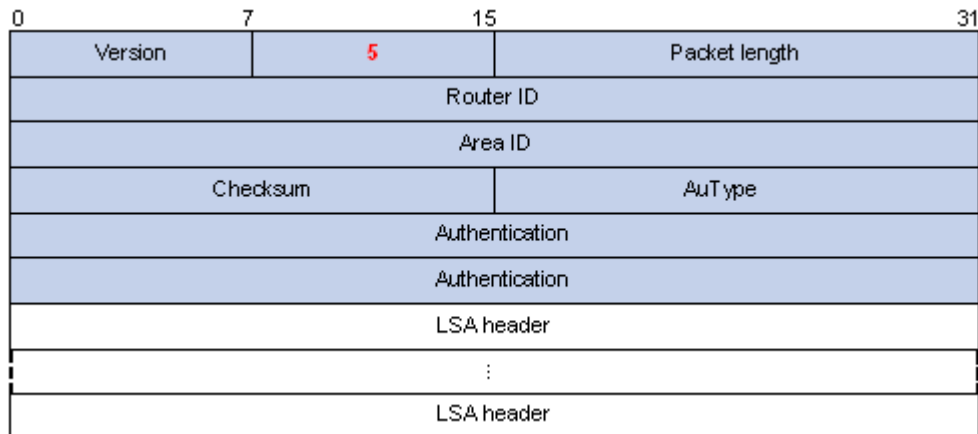 0 7 15 31
Version 5 Packet length
Router ID
Area ID
Checksum AuType
Authentication
Authentication
LSA header
⋮
LSA header